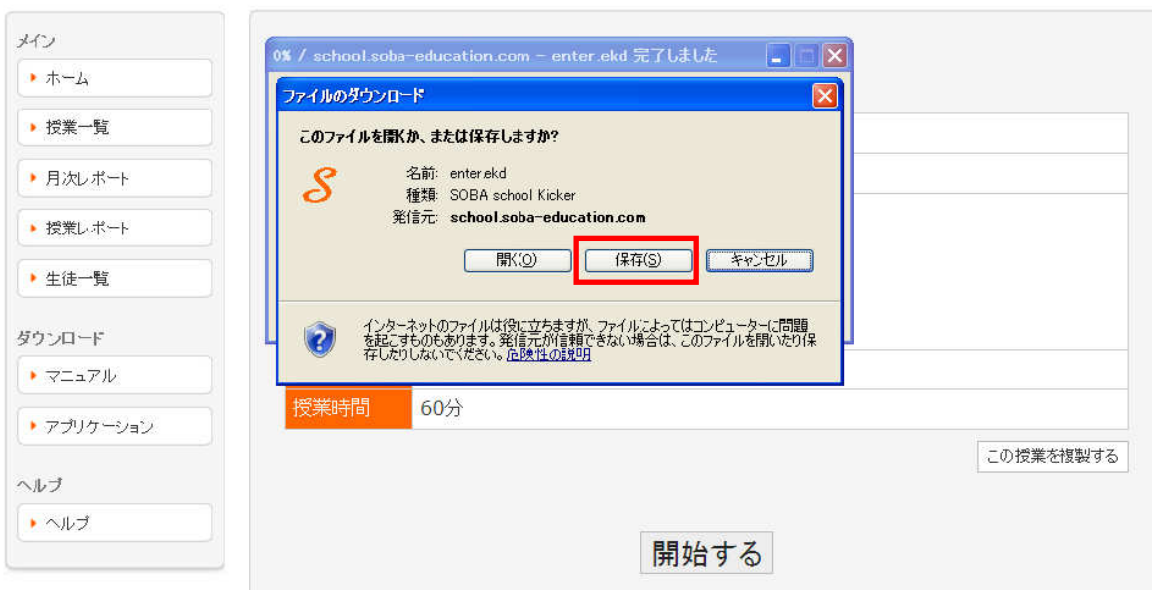 メイン
ホーム
授業一覧
月次レポート
授業レポート
生徒一覧
ダウンロード
マニュアル
アプリケーション
ヘルプ
ヘルプ
0% / school.soba-education.com - enter.ekd 完了しました
ファイルのダウンロード
このファイルを開くか、または保存しますか?
名前: enter.ekd
種類: SOBA school Kicker
発信元: school.soba-education.com
開く(O) 保存(S) キャンセル
インターネットのファイルは役に立ちますが、ファイルによってはコンピューターに問題
を起こすものもあります。発信元が信頼できない場合は、このファイルを開いたり保
存したりしないでください。危険性の説明
授業時間 60分
この授業を複製する
開始する